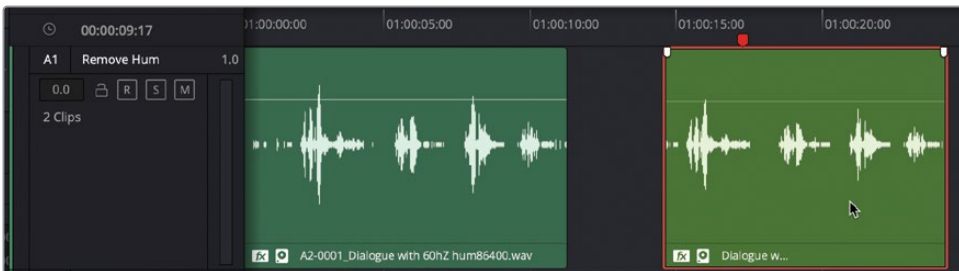 01:00:00:00 01:00:05:00 01:00:10:00 01:00:15:00 01:00:20:00
00:00:09:17
A1 Remove Hum 1.0
0.0 R S M
2 Clips
fx A2-0001_Dialogue with 60hZ hum86400.wav fx Dialogue w...